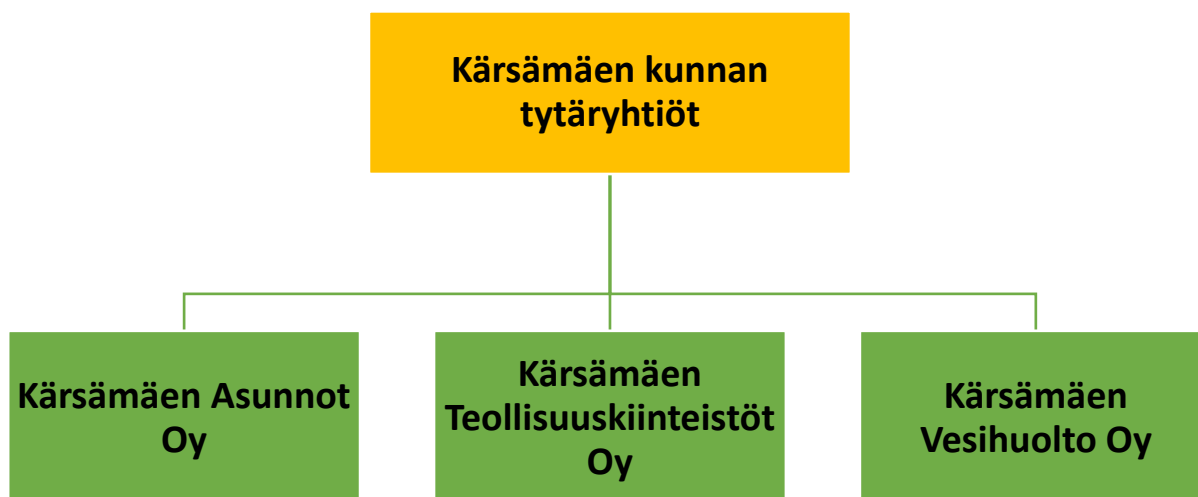 Kärsämäen kunnan
tytäryhtiöt
Kärsämäen Asunnot
Oy
Kärsämäen
Teollisuuskiinteistöt
Oy
Kärsämäen
Vesihuolto Oy